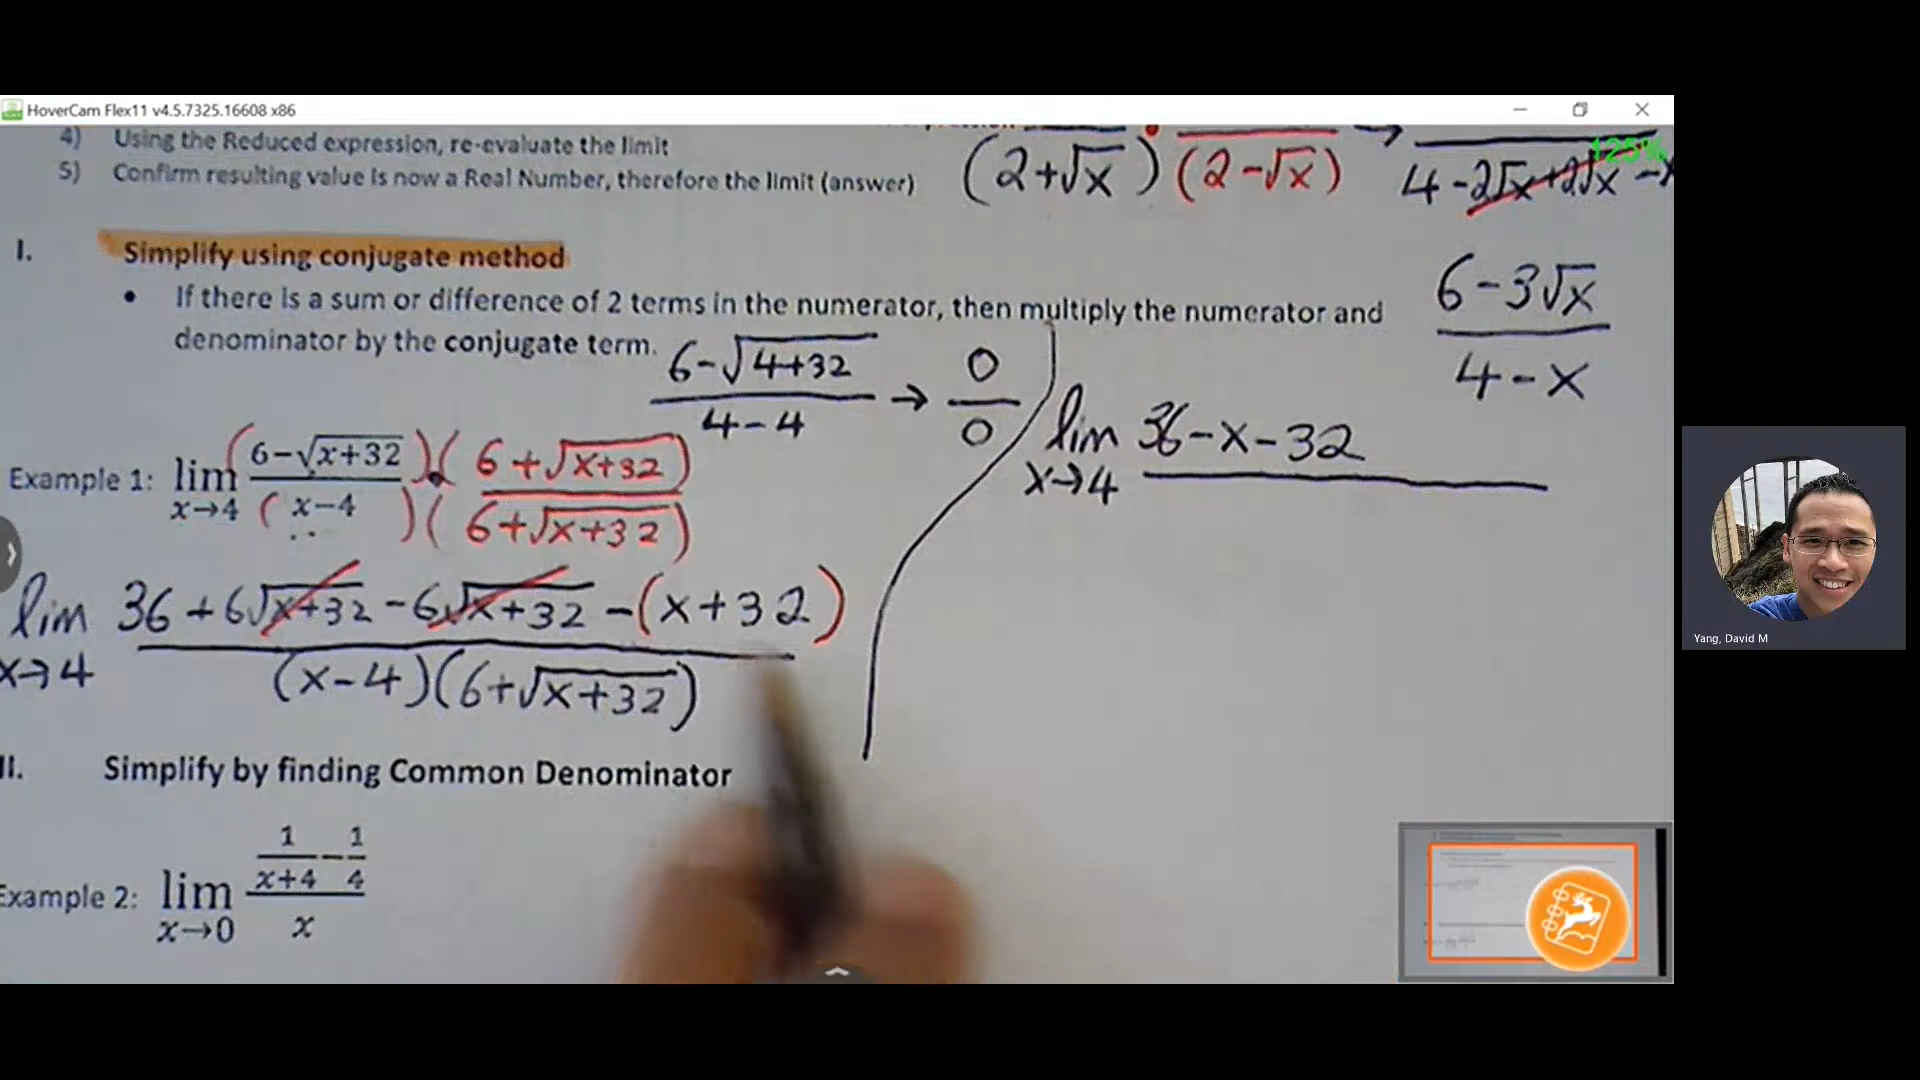 HoverCam Flex11 v4.5.7325.16608 x86
4) Using the Reduced expression, re-evaluate the limit
5) Confirm resulting value is now a Real Number, therefore the limit (answer)
(2+√x) (2-√x) → 4-2√x+2√x-x
125%
6-3√x
4-x
I. Simplify using conjugate method
• If there is a sum or difference of 2 terms in the numerator, then multiply the numerator and
denominator by the conjugate term.
6-√4+32
4-4
→ 0
0
Example 1: lim x→4 (6-√x+32)(6+√x+32)
(x-4)(6+√x+32)
lim x→4 36+6√x+32-6√x+32-(x+32)
(x-4)(6+√x+32)
lim x→4 36-x-32
II. Simplify by finding Common Denominator
Example 2: lim x→0 1/x+4 - 1/4
x
Yang, David M